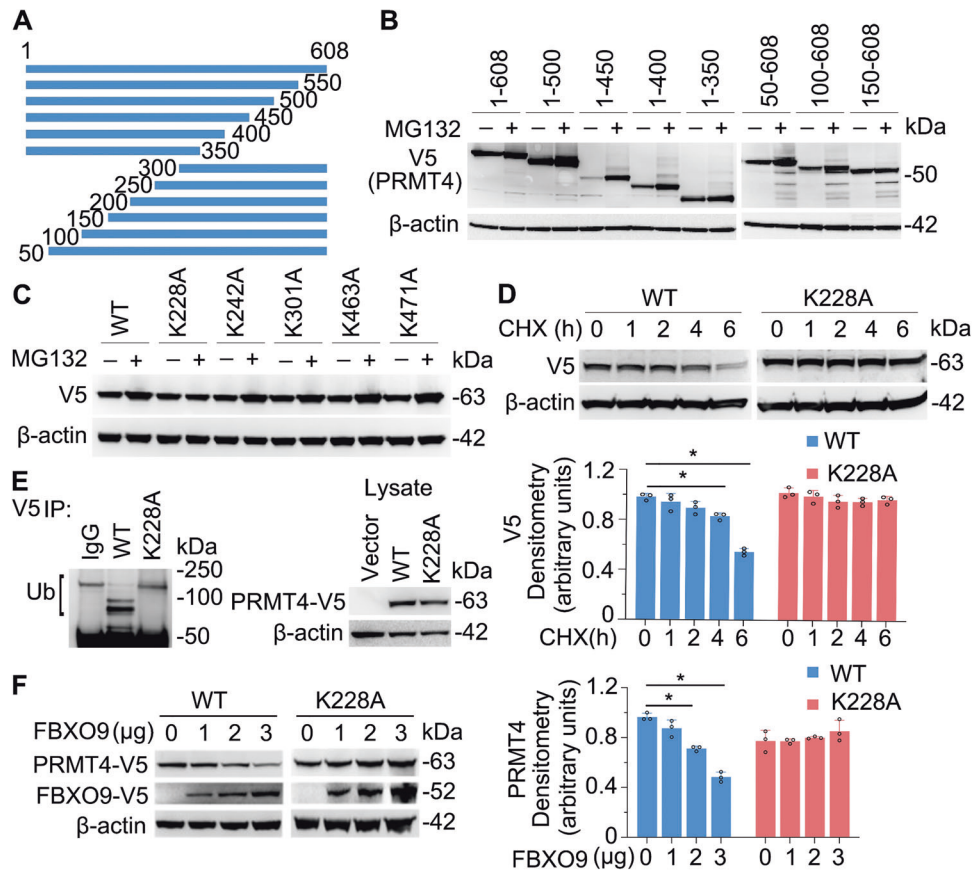 A
1 608
550
500
450
400
350
300
250
200
150
100
50
B
1-608 1-500 1-450 1-400 1-350 50-608 100-608 150-608
MG132 – + – + – + – + – + – + – + – + kDa
V5
(PRMT4)
-50
β-actin -42
C
WT K228A K242A K301A K463A K471A
MG132 – + – + – + – + – + – + kDa
V5 -63
β-actin -42
D
WT K228A
CHX (h) 0 1 2 4 6 0 1 2 4 6 kDa
V5 -63
β-actin -42
WT
K228A
* *
V5
Densitometry
(arbitrary units)
1.2
0.8
0.4
0
CHX(h) 0 1 2 4 6 0 1 2 4 6
E
V5 IP:
IgG WT K228A kDa
Ub
-250
-100
-50
Lysate
Vector WT K228A kDa
PRMT4-V5 -63
β-actin -42
F
WT K228A
FBXO9 (µg) 0 1 2 3 0 1 2 3 kDa
PRMT4-V5 -63
FBXO9-V5 -52
β-actin -42
WT
K228A
* *
PRMT4
Densitometry
(arbitrary units)
1.2
0.8
0.4
0
FBXO9 (µg) 0 1 2 3 0 1 2 3